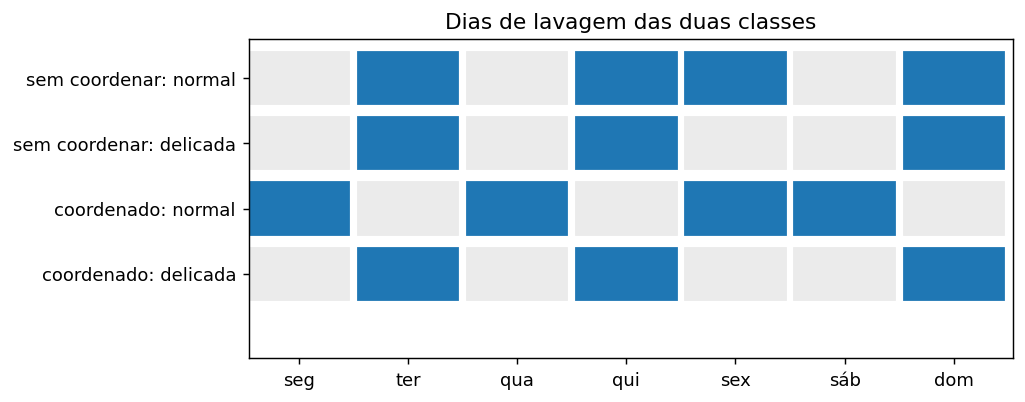 Dias de lavagem das duas classes
sem coordenar: normal
sem coordenar: delicada
coordenado: normal
coordenado: delicada
seg ter qua qui sex sáb dom